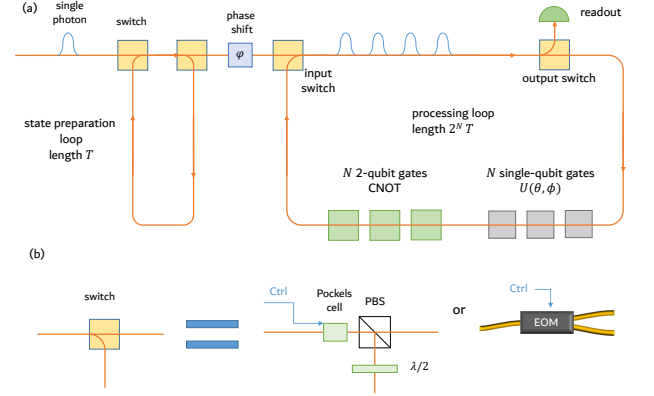 (a)
single
photon
switch
phase
shift
φ
input
switch
readout
output switch
state preparation
loop
length T
processing loop
length 2^N T
N 2-qubit gates
CNOT
N single-qubit gates
U(θ, ϕ)
(b)
switch
Ctrl
Pockels
cell
PBS
λ/2
or
Ctrl
EOM